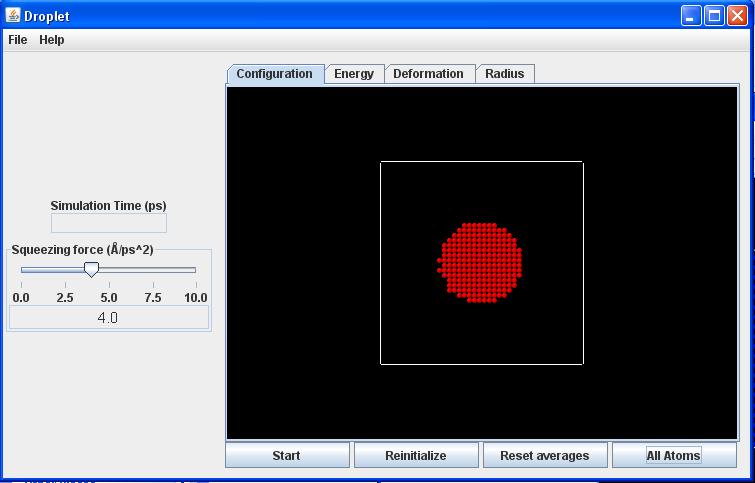 Droplet
File Help
Configuration Energy Deformation Radius
Simulation Time (ps)
Squeezing force (Å/ps^2)
0.0 2.5 5.0 7.5 10.0
4.0
Start Reinitialize Reset averages All Atoms